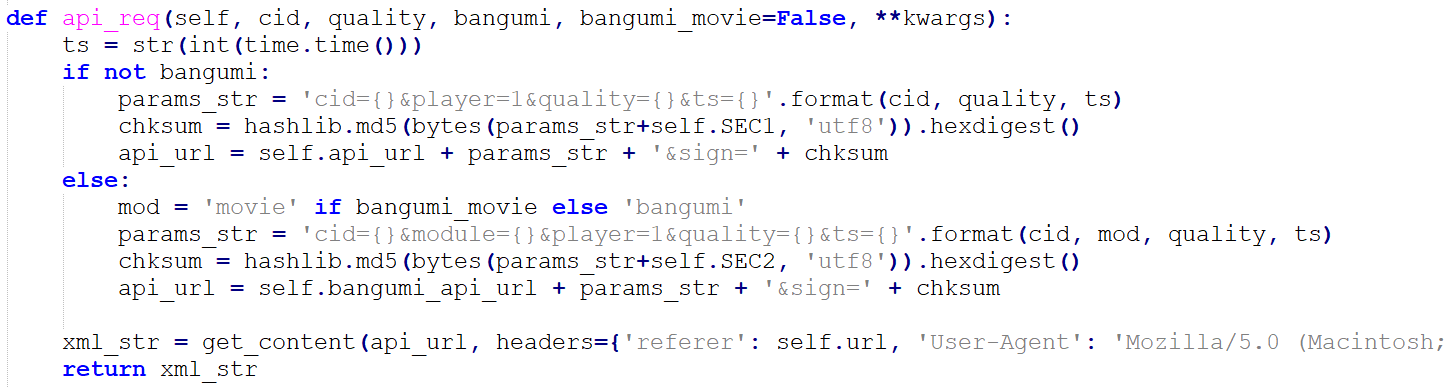 def api_req(self, cid, quality, bangumi, bangumi_movie=False, **kwargs):
    ts = str(int(time.time()))
    if not bangumi:
        params_str = 'cid={}&player=1&quality={}&ts={}'.format(cid, quality, ts)
        chksum = hashlib.md5(bytes(params_str+self.SEC1, 'utf8')).hexdigest()
        api_url = self.api_url + params_str + '&sign=' + chksum
    else:
        mod = 'movie' if bangumi_movie else 'bangumi'
        params_str = 'cid={}&module={}&player=1&quality={}&ts={}'.format(cid, mod, quality, ts)
        chksum = hashlib.md5(bytes(params_str+self.SEC2, 'utf8')).hexdigest()
        api_url = self.bangumi_api_url + params_str + '&sign=' + chksum
    xml_str = get_content(api_url, headers={'referer': self.url, 'User-Agent': 'Mozilla/5.0 (Macintosh;
    return xml_str